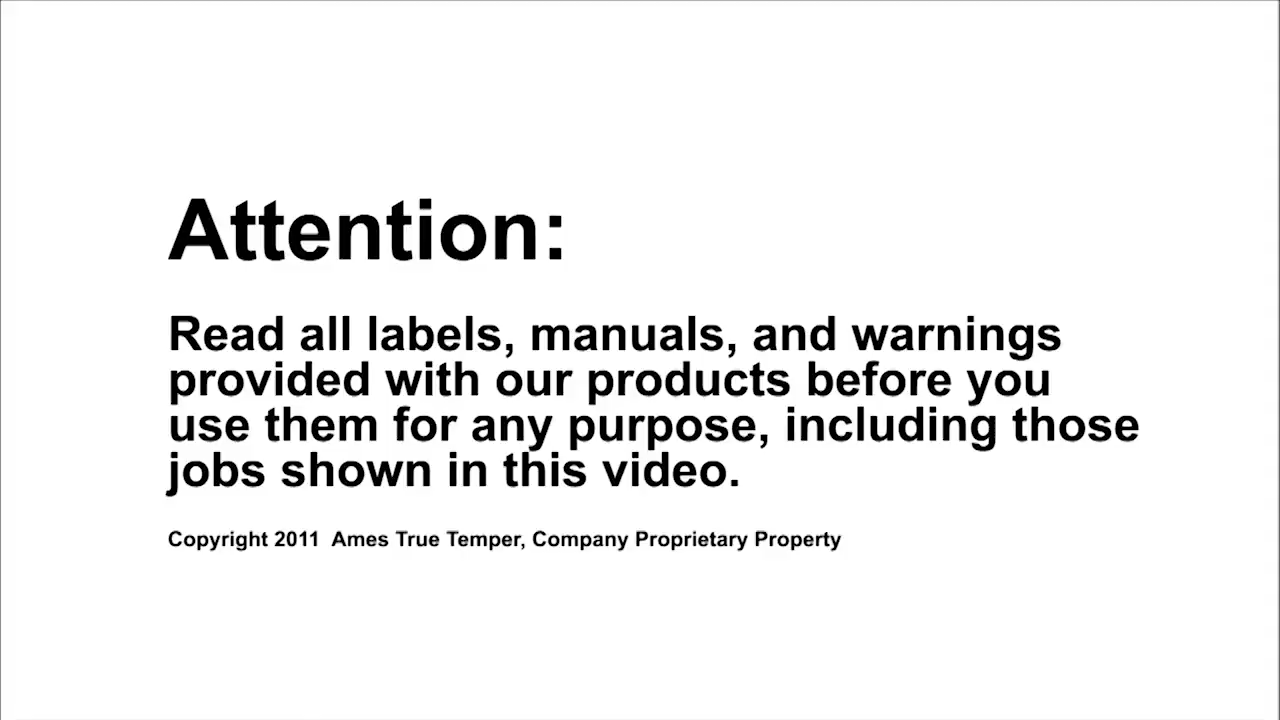 Attention:
Read all labels, manuals, and warnings
provided with our products before you
use them for any purpose, including those
jobs shown in this video.
Copyright 2011  Ames True Temper, Company Proprietary Property